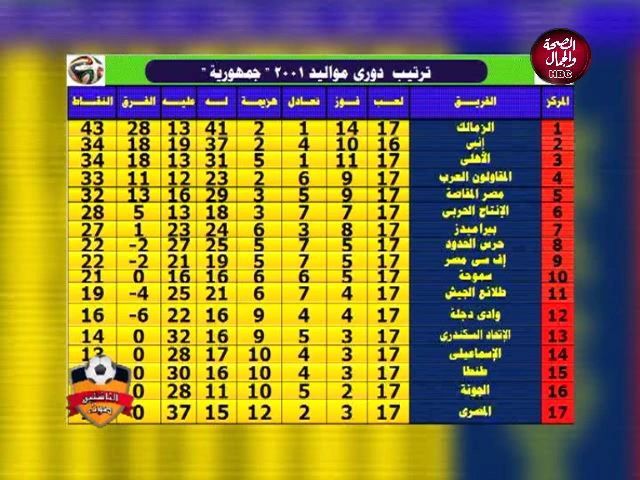 ترتيب دورى مواليد ٢٠٠١ " جمهورية "
الصحة والجمال
HBC
المركز الفريق لعب فوز تعادل هزيمة له عليه الفرق النقاط
1 الزمالك 17 14 1 2 41 13 28 43
2 إنبى 16 10 4 2 37 19 18 34
3 الأهلى 17 11 1 5 31 13 18 34
4 المقاولون العرب 17 9 6 2 23 12 11 33
5 مصر المقاصة 17 9 5 3 29 16 13 32
6 الإنتاج الحربى 17 7 7 3 18 13 5 28
7 بيراميدز 17 8 3 6 24 23 1 27
8 حرس الحدود 17 5 7 5 25 27 -2 22
9 إف سى مصر 17 5 7 5 19 21 -2 22
10 سموحة 17 5 6 6 16 16 0 21
11 طلائع الجيش 17 4 7 6 21 25 -4 19
12 وادى دجلة 17 4 4 9 16 22 -6 16
13 الإتحاد السكندرى 17 3 5 9 16 32 0 14
14 الإسماعيلى 17 3 4 10 17 28 0
15 طنطا 17 3 4 10 16 30 0
16 الجونة 17 2 5 10 11 28 0
17 المصرى 17 3 2 12 15 37 0
الناشئين